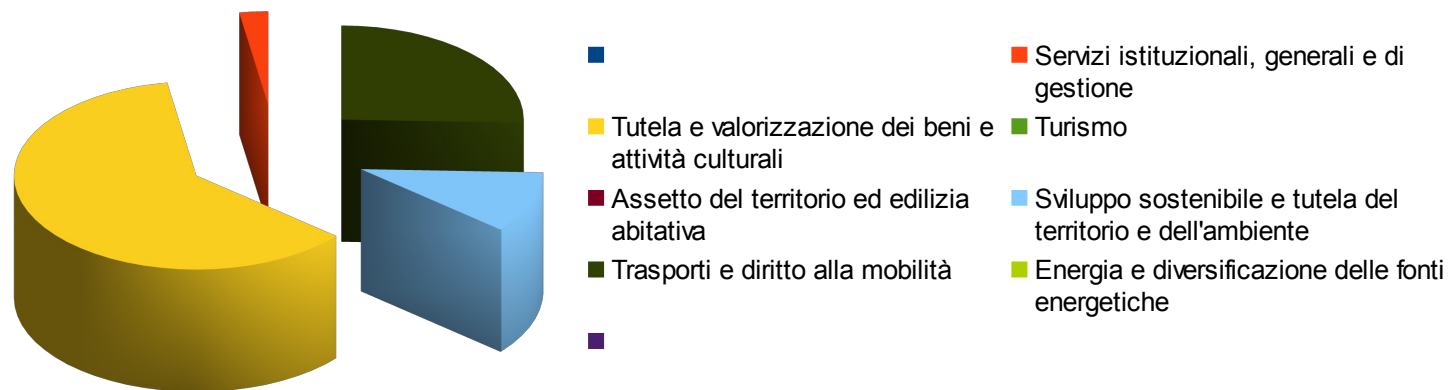 Servizi istituzionali, generali e di
gestione
Tutela e valorizzazione dei beni e
attività culturali
Turismo
Assetto del territorio ed edilizia
abitativa
Sviluppo sostenibile e tutela del
territorio e dell'ambiente
Trasporti e diritto alla mobilità
Energia e diversificazione delle fonti
energetiche